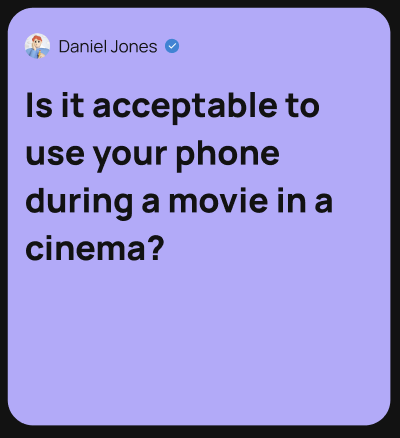 Daniel Jones
Is it acceptable to
use your phone
during a movie in a
cinema?